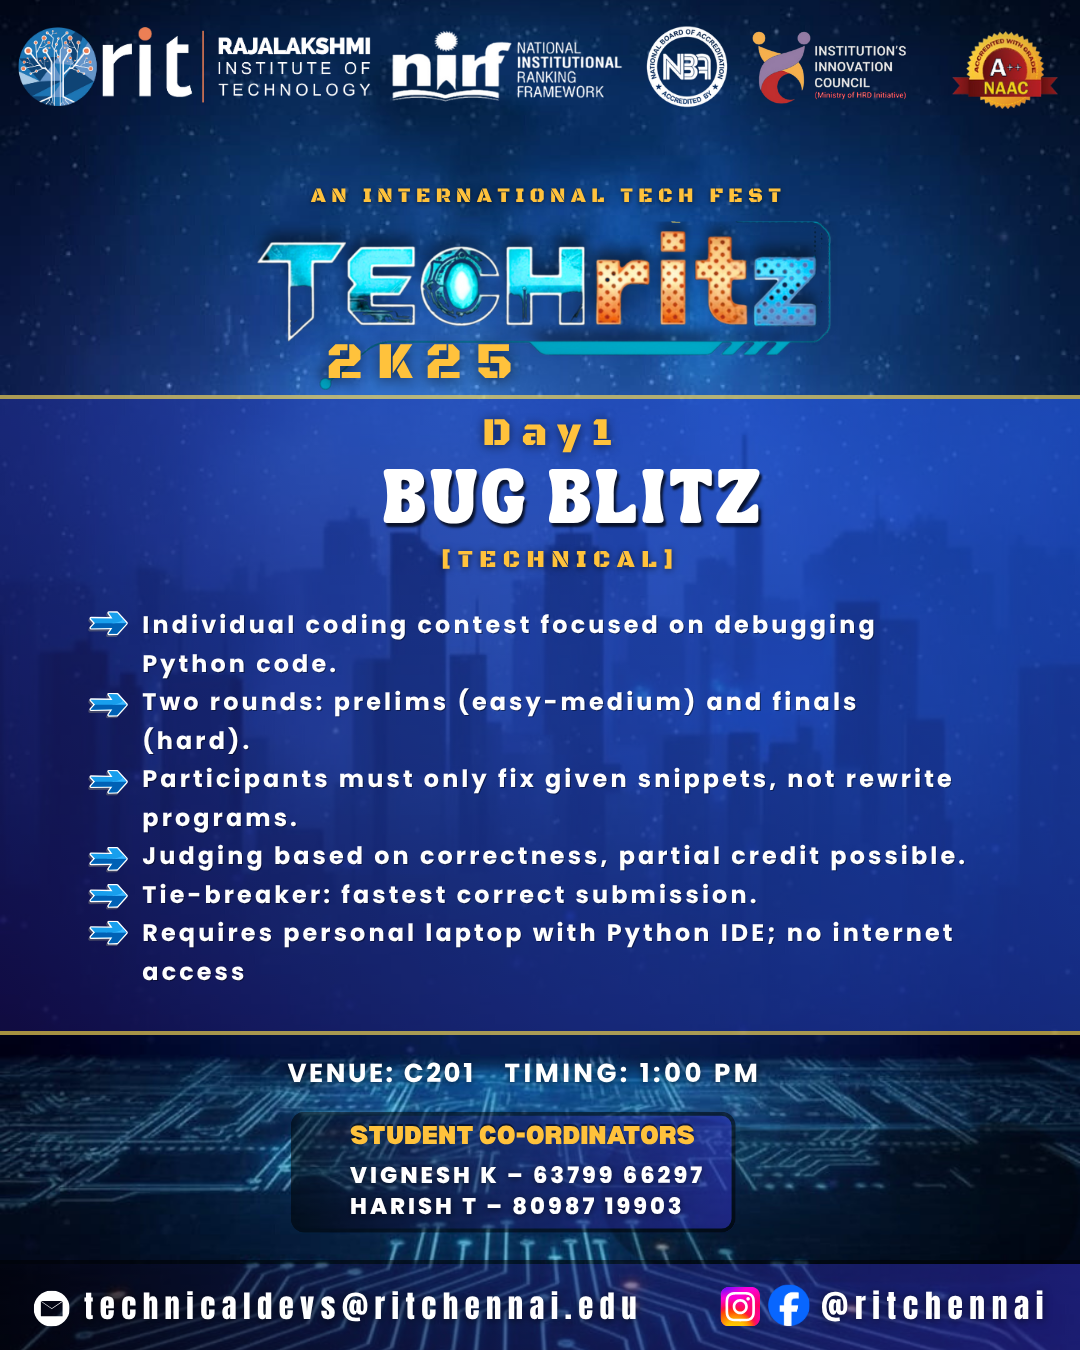 rit
RAJALAKSHMI
INSTITUTE OF
TECHNOLOGY
nirf
NATIONAL
INSTITUTIONAL
RANKING
FRAMEWORK
NATIONAL BOARD OF ACCREDITATION
NBA
ACCREDITED BY
INSTITUTION'S
INNOVATION
COUNCIL
(Ministry of HRD Initiative)
ACCREDITED WITH GRADE
A++
NAAC
AN INTERNATIONAL TECH FEST
TECHritz
2K25
Day1
BUG BLITZ
[TECHNICAL]
Individual coding contest focused on debugging
Python code.
Two rounds: prelims (easy-medium) and finals
(hard).
Participants must only fix given snippets, not rewrite
programs.
Judging based on correctness, partial credit possible.
Tie-breaker: fastest correct submission.
Requires personal laptop with Python IDE; no internet
access
VENUE: C201 TIMING: 1:00 PM
STUDENT CO-ORDINATORS
VIGNESH K – 63799 66297
HARISH T – 80987 19903
technicaldevs@ritchennai.edu
@ritchennai